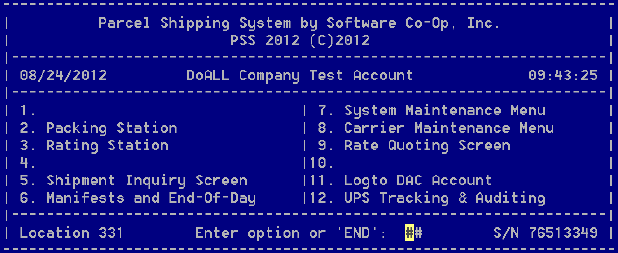 Parcel Shipping System by Software Co-Op, Inc.
PSS 2012 (C)2012
08/24/2012 DoALL Company Test Account 09:43:25
1. 7. System Maintenance Menu
2. Packing Station 8. Carrier Maintenance Menu
3. Rating Station 9. Rate Quoting Screen
4. 10.
5. Shipment Inquiry Screen 11. Logto DAC Account
6. Manifests and End-Of-Day 12. UPS Tracking & Auditing
Location 331 Enter option or 'END': ## S/N 76513349